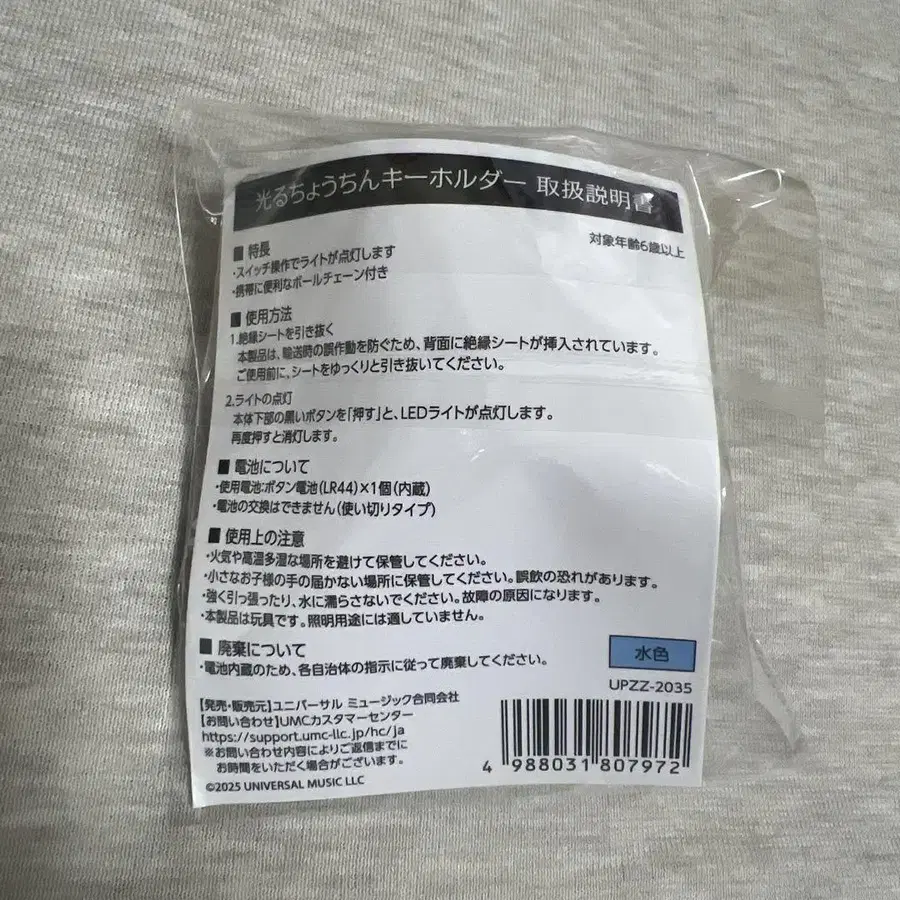 光るちょうちんキーホルダー 取扱説明書
対象年齢6歳以上
■ 特長
・スイッチ操作でライトが点灯します
・携帯に便利なボールチェーン付き
■ 使用方法
1.絶縁シートを引き抜く
本製品は、輸送時の誤作動を防ぐため、背面に絶縁シートが挿入されています。
ご使用前に、シートをゆっくりと引き抜いてください。
2.ライトの点灯
本体下部の黒いボタンを「押す」と、LEDライトが点灯します。
再度押すと消灯します。
■ 電池について
・使用電池:ボタン電池(LR44)×1個(内蔵)
・電池の交換はできません(使い切りタイプ)
■ 使用上の注意
・火気や高温多湿な場所を避けて保管してください。
・小さなお子様の手の届かない場所に保管してください。誤飲の恐れがあります。
・強く引っ張ったり、水に濡らさないでください。故障の原因になります。
・本製品は玩具です。照明用途には適していません。
■ 廃棄について
・電池内蔵のため、各自治体の指示に従って廃棄してください。
水色
UPZZ-2035
【発売・販売元】ユニバーサル ミュージック合同会社
【お問い合わせ】UMCカスタマーセンター
https://support.umc-llc.jp/hc/ja
※お問い合わせ内容によりご返信までに
お時間をいただく場合がございます。
©2025 UNIVERSAL MUSIC LLC
4 988031 807972